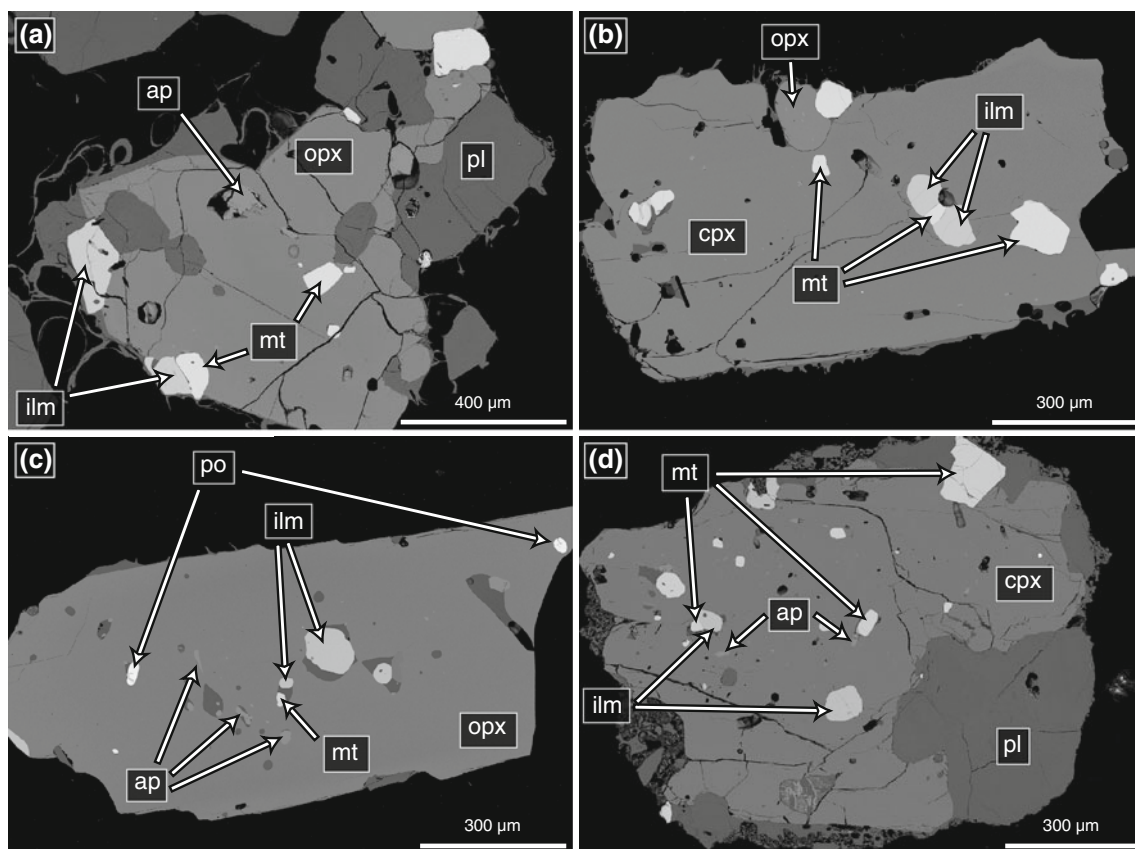 (a)
ap
opx
pl
mt
ilm
400 µm
(b)
opx
ilm
cpx
mt
300 µm
(c)
po
ilm
opx
mt
ap
300 µm
(d)
mt
cpx
ap
ilm
pl
300 µm